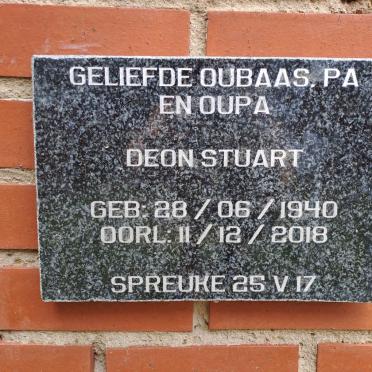 GELIEFDE OUBAAS, PA
EN OUPA
DEON STUART
GEB: 28 / 06 / 1940
OORL: 11 / 12 / 2018
SPREUKE 25 V 17